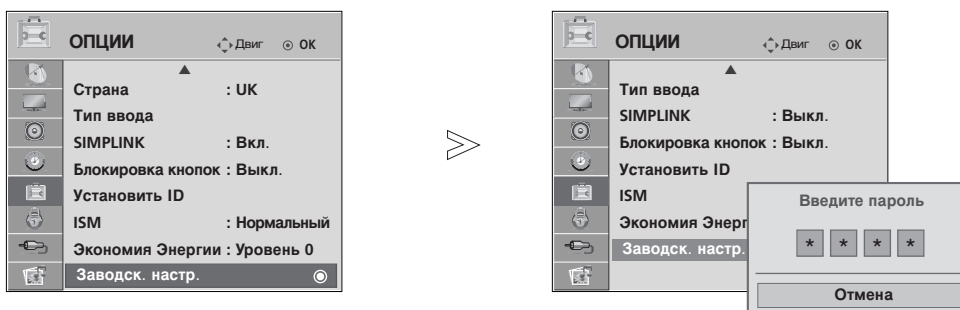 ОПЦИИ Двиг OK
Страна : UK
Тип ввода
SIMPLINK : Вкл.
Блокировка кнопок : Выкл.
Установить ID
ISM : Нормальный
Экономия Энергии : Уровень 0
Заводск. настр.
ОПЦИИ Двиг OK
Тип ввода
SIMPLINK : Выкл.
Блокировка кнопок : Выкл.
Установить ID
ISM
Экономия Энерг
Заводск. настр.
Введите пароль
* * * *
Отмена